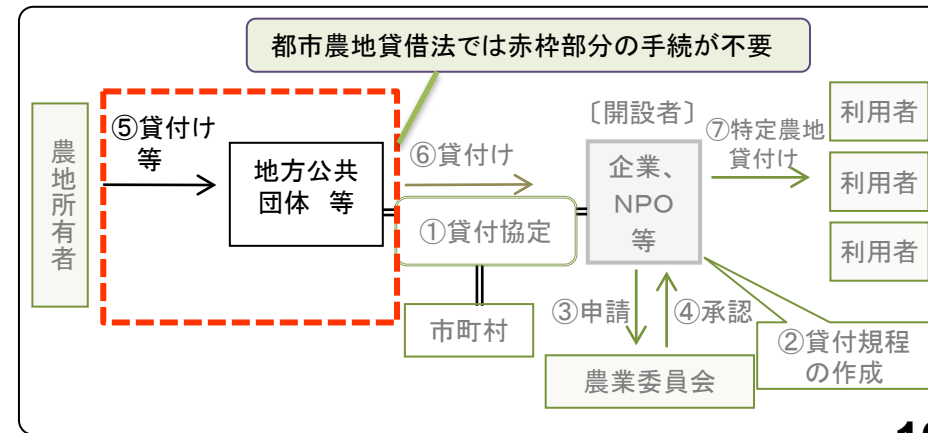 都市農地貸借法では赤枠部分の手続が不要
農地所有者
⑤貸付け
等
地方公共
団体 等
⑥貸付け
①貸付協定
市町村
〔開設者〕
企業、
NPO
等
③申請
④承認
農業委員会
⑦特定農地
貸付け
利用者
利用者
利用者
②貸付規程
の作成